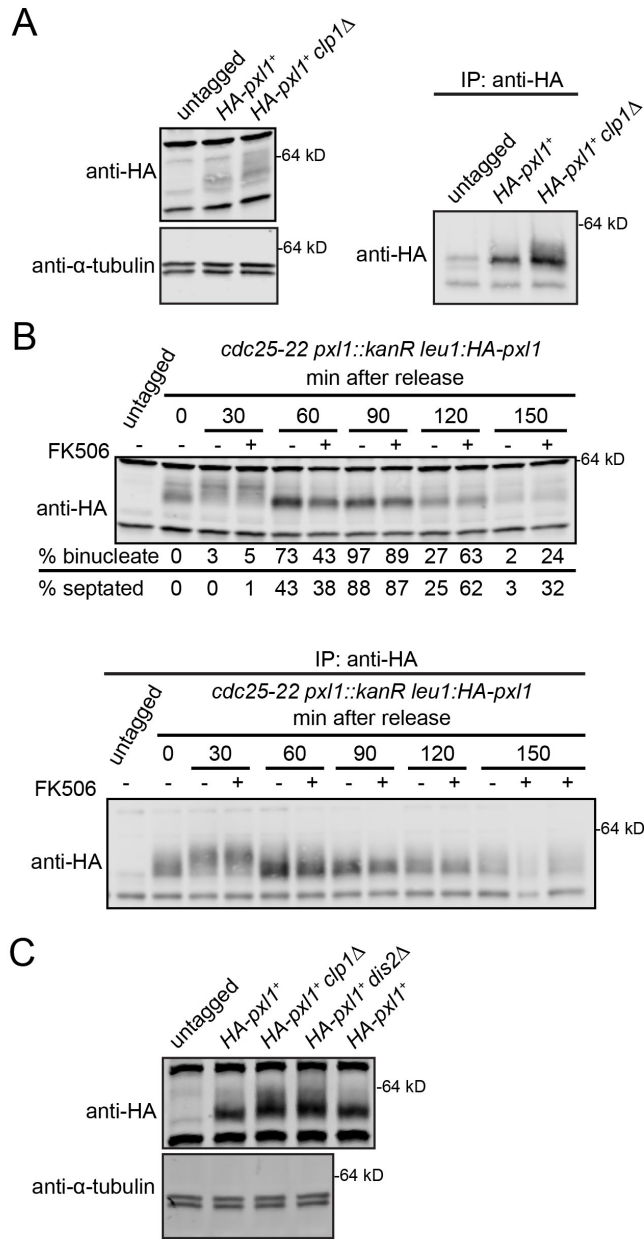 A
untagged
HA-pxl1+
HA-pxl1+ clp1Δ
anti-HA
-64 kD
anti-α-tubulin
-64 kD
IP: anti-HA
untagged
HA-pxl1+
HA-pxl1+ clp1Δ
-64 kD
anti-HA
B
cdc25-22 pxl1::kanR leu1:HA-pxl1
min after release
untagged
0 30 60 90 120 150
FK506 - - - + - + - + - + - +
-64 kD
anti-HA
% binucleate 0 3 5 73 43 97 89 27 63 2 24
% septated 0 0 1 43 38 88 87 25 62 3 32
IP: anti-HA
cdc25-22 pxl1::kanR leu1:HA-pxl1
min after release
untagged
0 30 60 90 120 150
FK506 - - - + - + - + - + - + +
-64 kD
anti-HA
C
untagged
HA-pxl1+
HA-pxl1+ clp1Δ
HA-pxl1+ dis2Δ
HA-pxl1+
-64 kD
anti-HA
-64 kD
anti-α-tubulin